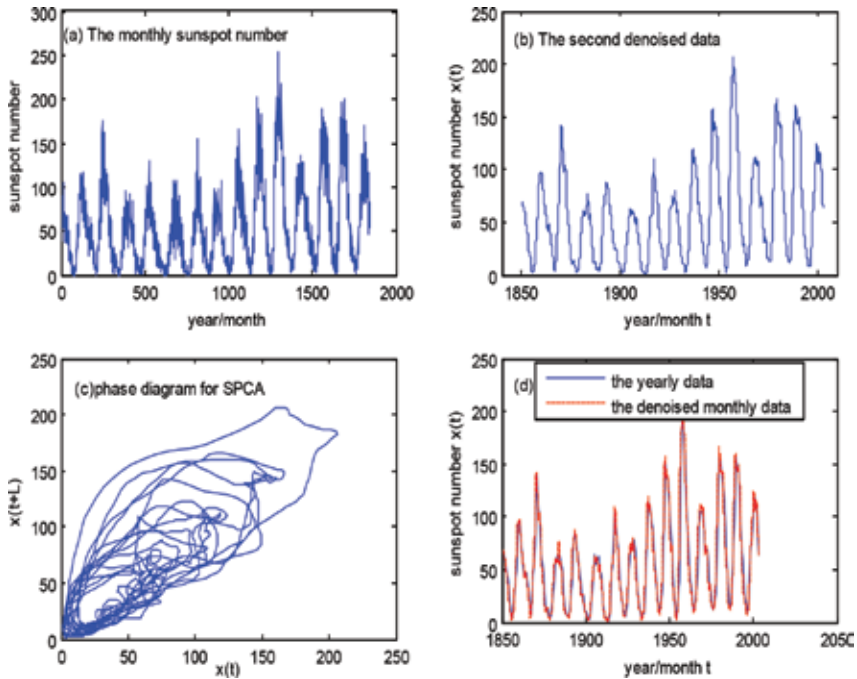 (a) The monthly sunspot number
300
250
200
150
100
50
0
sunspot number
0 500 1000 1500 2000
year/month
(b) The second denoised data
250
200
150
100
50
0
sunspot number x(t)
1850 1900 1950 2000
year/month t
(c)phase diagram for SPCA
250
200
150
100
50
0
x(t+L)
0 50 100 150 200 250
x(t)
(d)
the yearly data
the denoised monthly data
250
200
150
100
50
0
sunspot number x(t)
1850 1900 1950 2000 2050
year/month t